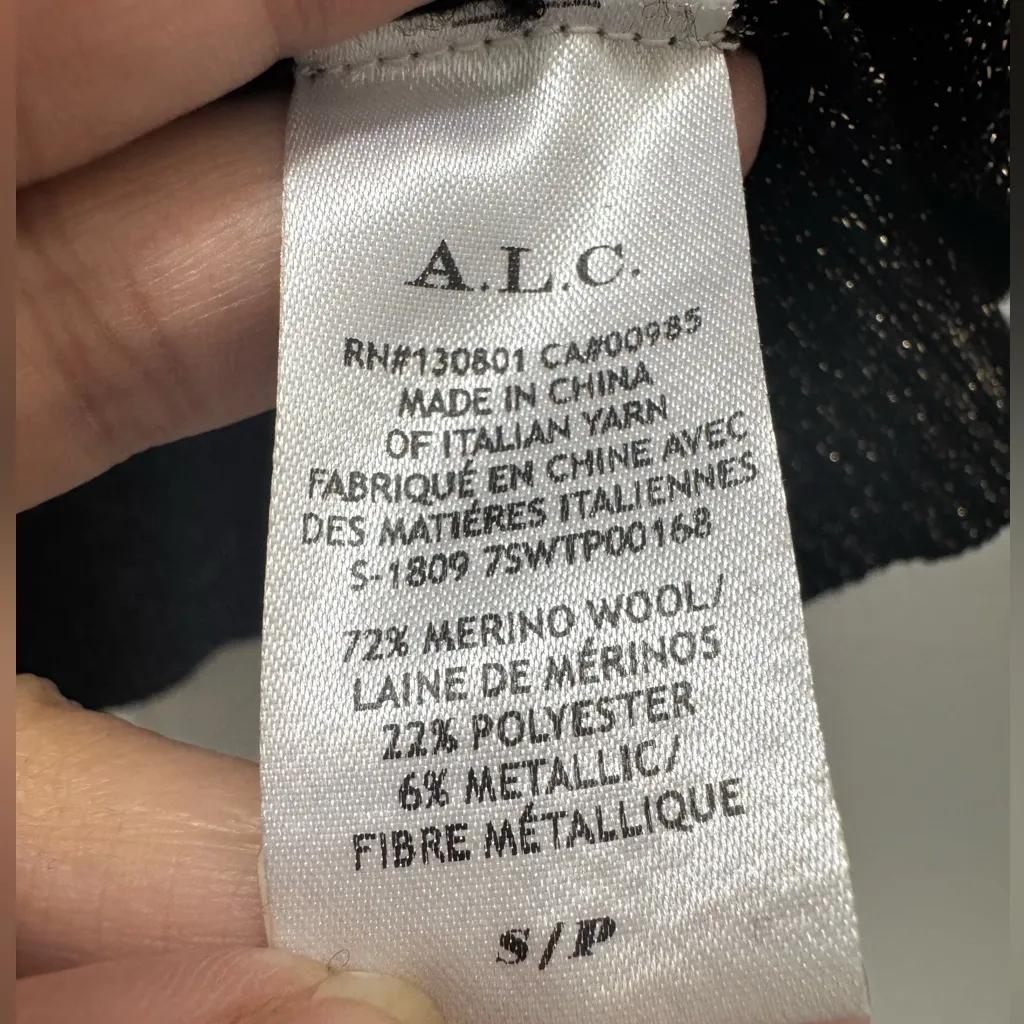 A.L.C.
RN#130801 CA#00985
MADE IN CHINA
OF ITALIAN YARN
FABRIQUÉ EN CHINE AVEC
DES MATIÉRES ITALIENNES
S-1809 7SWTP00168
72% MERINO WOOL/
LAINE DE MÉRINOS
22% POLYESTER
6% METALLIC/
FIBRE MÉTALLIQUE
S/P